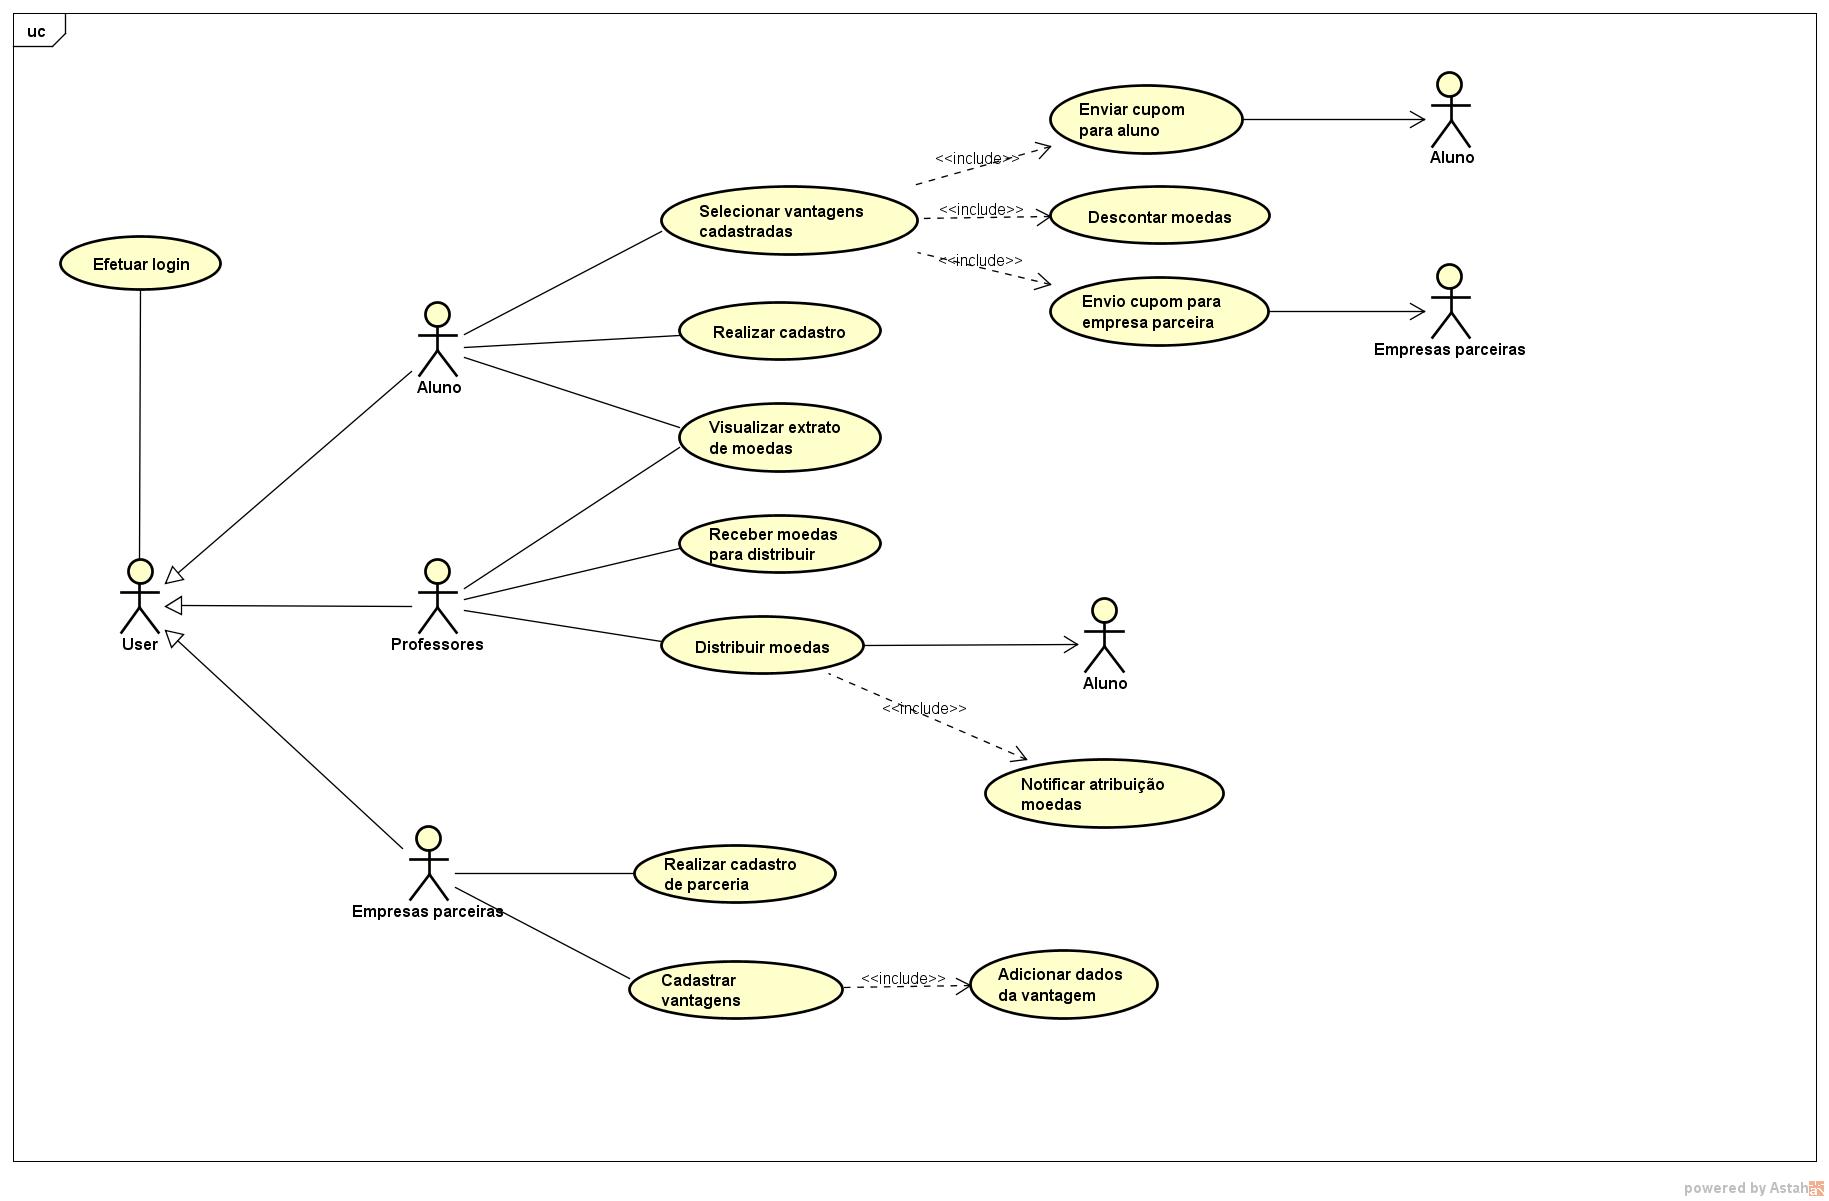 uc
Enviar cupom
para aluno
Aluno
<<include>>
Selecionar vantagens
cadastradas
<<include>>
Descontar moedas
<<include>>
Efetuar login
Envio cupom para
empresa parceira
Empresas parceiras
Realizar cadastro
Aluno
Visualizar extrato
de moedas
Receber moedas
para distribuir
User
Professores
Distribuir moedas
Aluno
<<include>>
Notificar atribuição
moedas
Realizar cadastro
de parceria
Empresas parceiras
Cadastrar
vantagens
<<include>>
Adicionar dados
da vantagem
powered by Astah